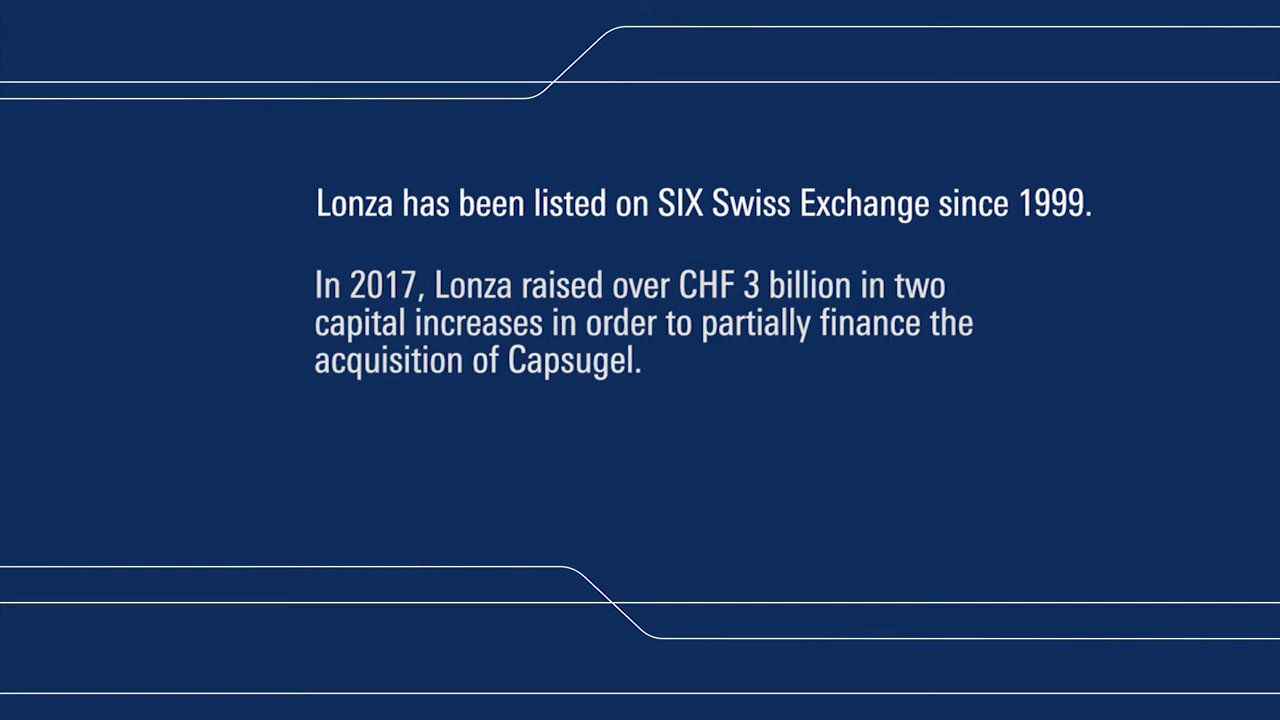 Lonza has been listed on SIX Swiss Exchange since 1999.
In 2017, Lonza raised over CHF 3 billion in two
capital increases in order to partially finance the
acquisition of Capsugel.